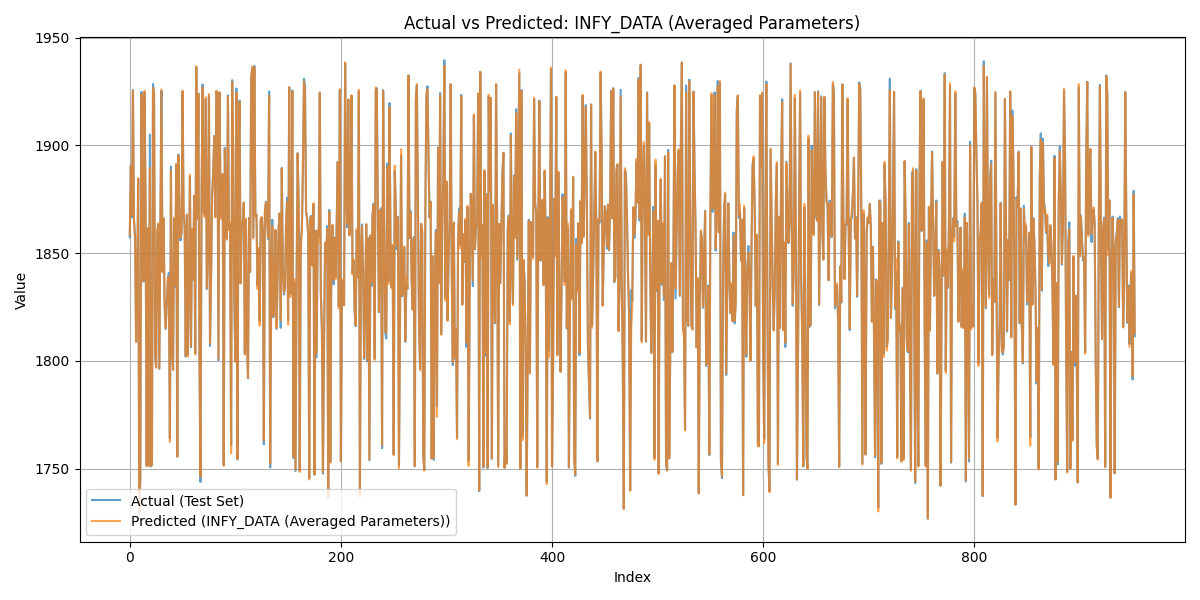 Actual vs Predicted: INFY_DATA (Averaged Parameters)
Value
1950
1900
1850
1800
1750
Actual (Test Set)
Predicted (INFY_DATA (Averaged Parameters))
0
200
400
600
800
Index